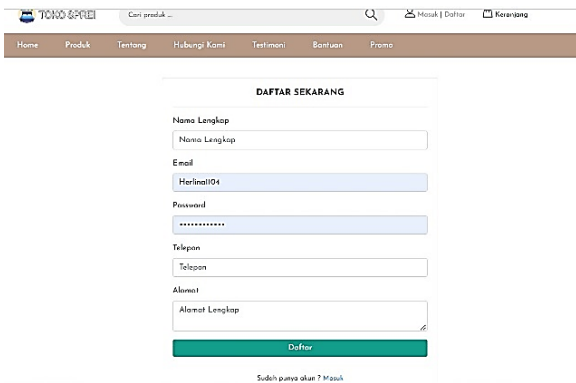 TOKO SPREI Cari produk ... Masuk | Daftar Keranjang
Home Produk Tentang Hubungi Kami Testimoni Bantuan Promo
DAFTAR SEKARANG
Nama Lengkap
Nama Lengkap
Email
Herlina1104
Password
••••••••••••
Telepon
Telepon
Alamat
Alamat Lengkap
Daftar
Sudah punya akun ? Masuk